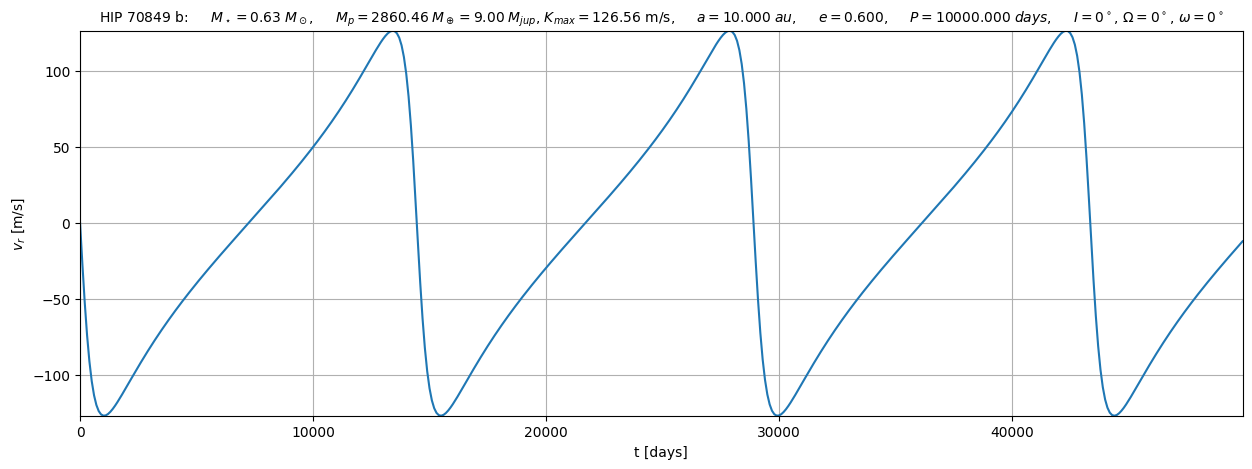 HIP 70849 b: M⋆ = 0.63 M⊙, Mp = 2860.46 M⊕ = 9.00 Mjup, Kmax = 126.56 m/s, a = 10.000 au, e = 0.600, P = 10000.000 days, I = 0°, Ω = 0°, ω = 0°
100
50
0
−50
−100
vr [m/s]
0 10000 20000 30000 40000
t [days]